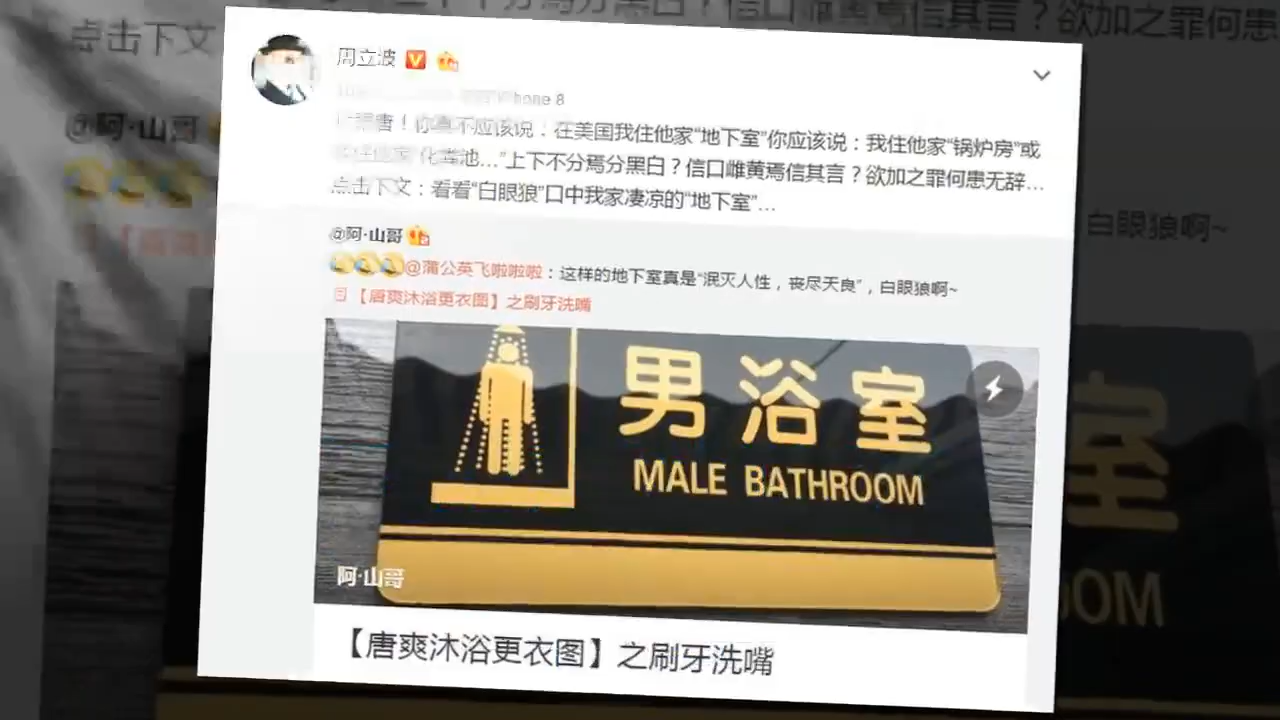 周立波
iPhone 8
你真不应该说：在美国我住他家“地下室”你应该说：我住他家“锅炉房”或
住他家“化粪池...”上下不分焉分黑白？信口雌黄焉信其言？欲加之罪何患无辞...
点击下文：看看“白眼狼”口中我家凄凉的“地下室”...
@阿·山哥
@蒲公英飞啦啦啦：这样的地下室真是“泯灭人性，丧尽天良”，白眼狼啊~
【唐爽沐浴更衣图】之刷牙洗嘴
男浴室
MALE BATHROOM
阿·山哥
【唐爽沐浴更衣图】之刷牙洗嘴